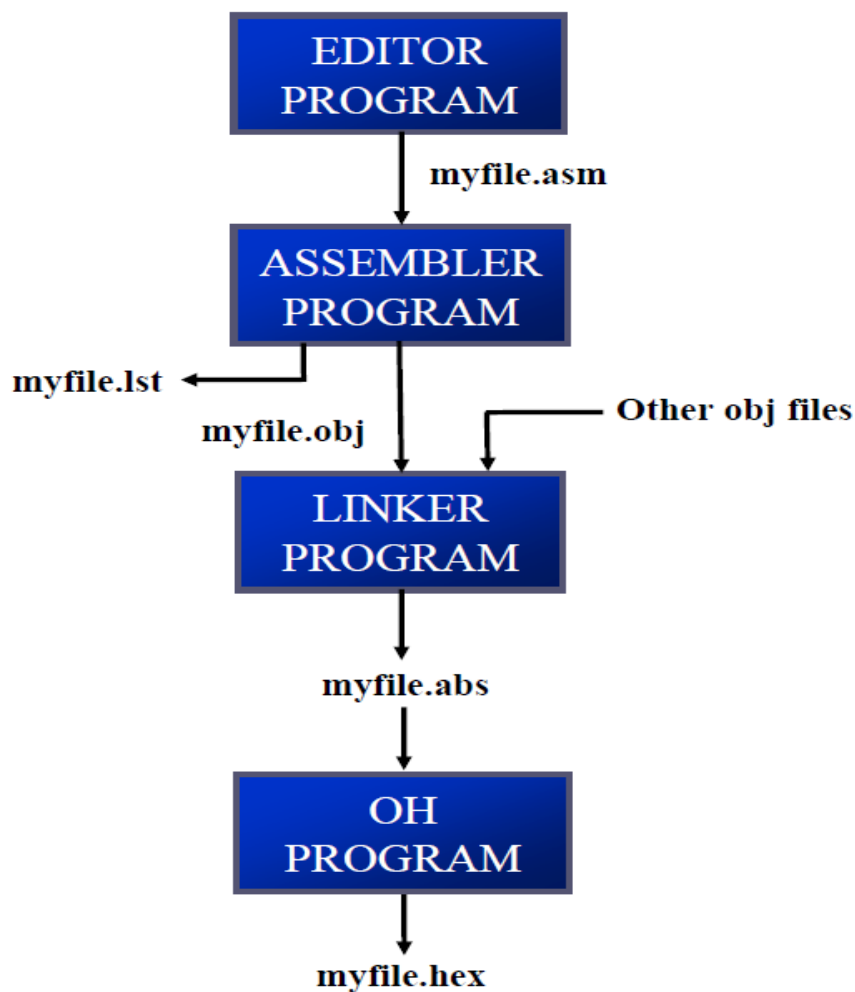 EDITOR
PROGRAM
myfile.asm
ASSEMBLER
PROGRAM
myfile.lst
myfile.obj
Other obj files
LINKER
PROGRAM
myfile.abs
OH
PROGRAM
myfile.hex